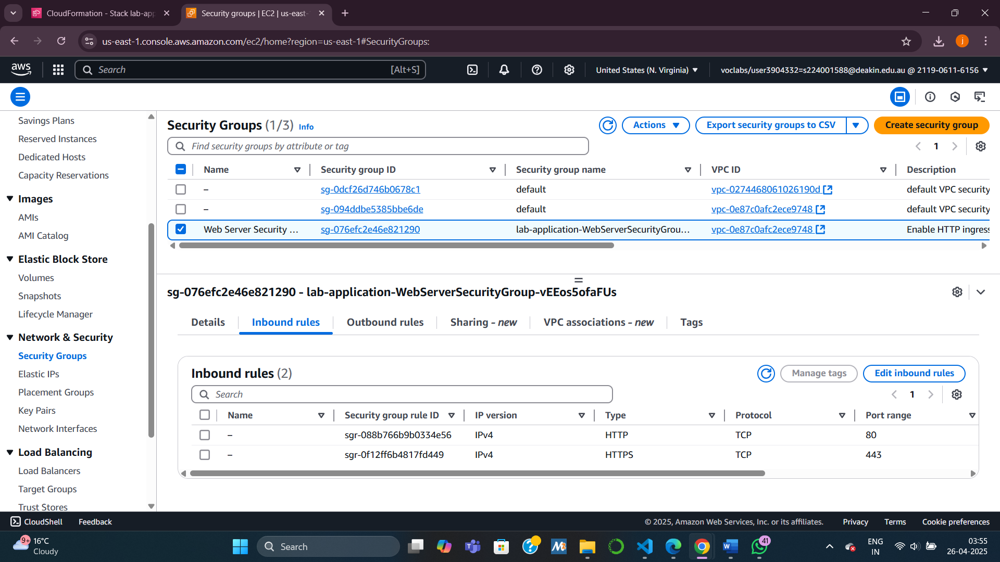 CloudFormation - Stack lab-app
Security groups | EC2 | us-east-
us-east-1.console.aws.amazon.com/ec2/home?region=us-east-1#SecurityGroups:
j
aws
Search
[Alt+S]
United States (N. Virginia)
voclabs/user3904332=s224001588@deakin.edu.au @ 2119-0611-6156
Savings Plans
Reserved Instances
Dedicated Hosts
Capacity Reservations
Images
AMIs
AMI Catalog
Elastic Block Store
Volumes
Snapshots
Lifecycle Manager
Network & Security
Security Groups
Elastic IPs
Placement Groups
Key Pairs
Network Interfaces
Load Balancing
Load Balancers
Target Groups
Trust Stores
Security Groups (1/3) Info
Actions
Export security groups to CSV
Create security group
Find security groups by attribute or tag
1
Name Security group ID Security group name VPC ID Description
– sg-0dcf26d746b0678c1 default vpc-0274468061026190d default VPC security
– sg-094ddbe5385bbe6de default vpc-0e87c0afc2ece9748 default VPC security
Web Server Security ... sg-076efc2e46e821290 lab-application-WebServerSecurityGrou... vpc-0e87c0afc2ece9748 Enable HTTP ingress
sg-076efc2e46e821290 - lab-application-WebServerSecurityGroup-vEEos5ofaFUs
Details Inbound rules Outbound rules Sharing - new VPC associations - new Tags
Inbound rules (2)
Manage tags
Edit inbound rules
Search
1
Name Security group rule ID IP version Type Protocol Port range
– sgr-088b766b9b0334e56 IPv4 HTTP TCP 80
– sgr-0f12ff6b4817fd449 IPv4 HTTPS TCP 443
CloudShell Feedback © 2025, Amazon Web Services, Inc. or its affiliates. Privacy Terms Cookie preferences
9+
16°C
Cloudy
Search
41
ENG
IN
03:55
26-04-2025